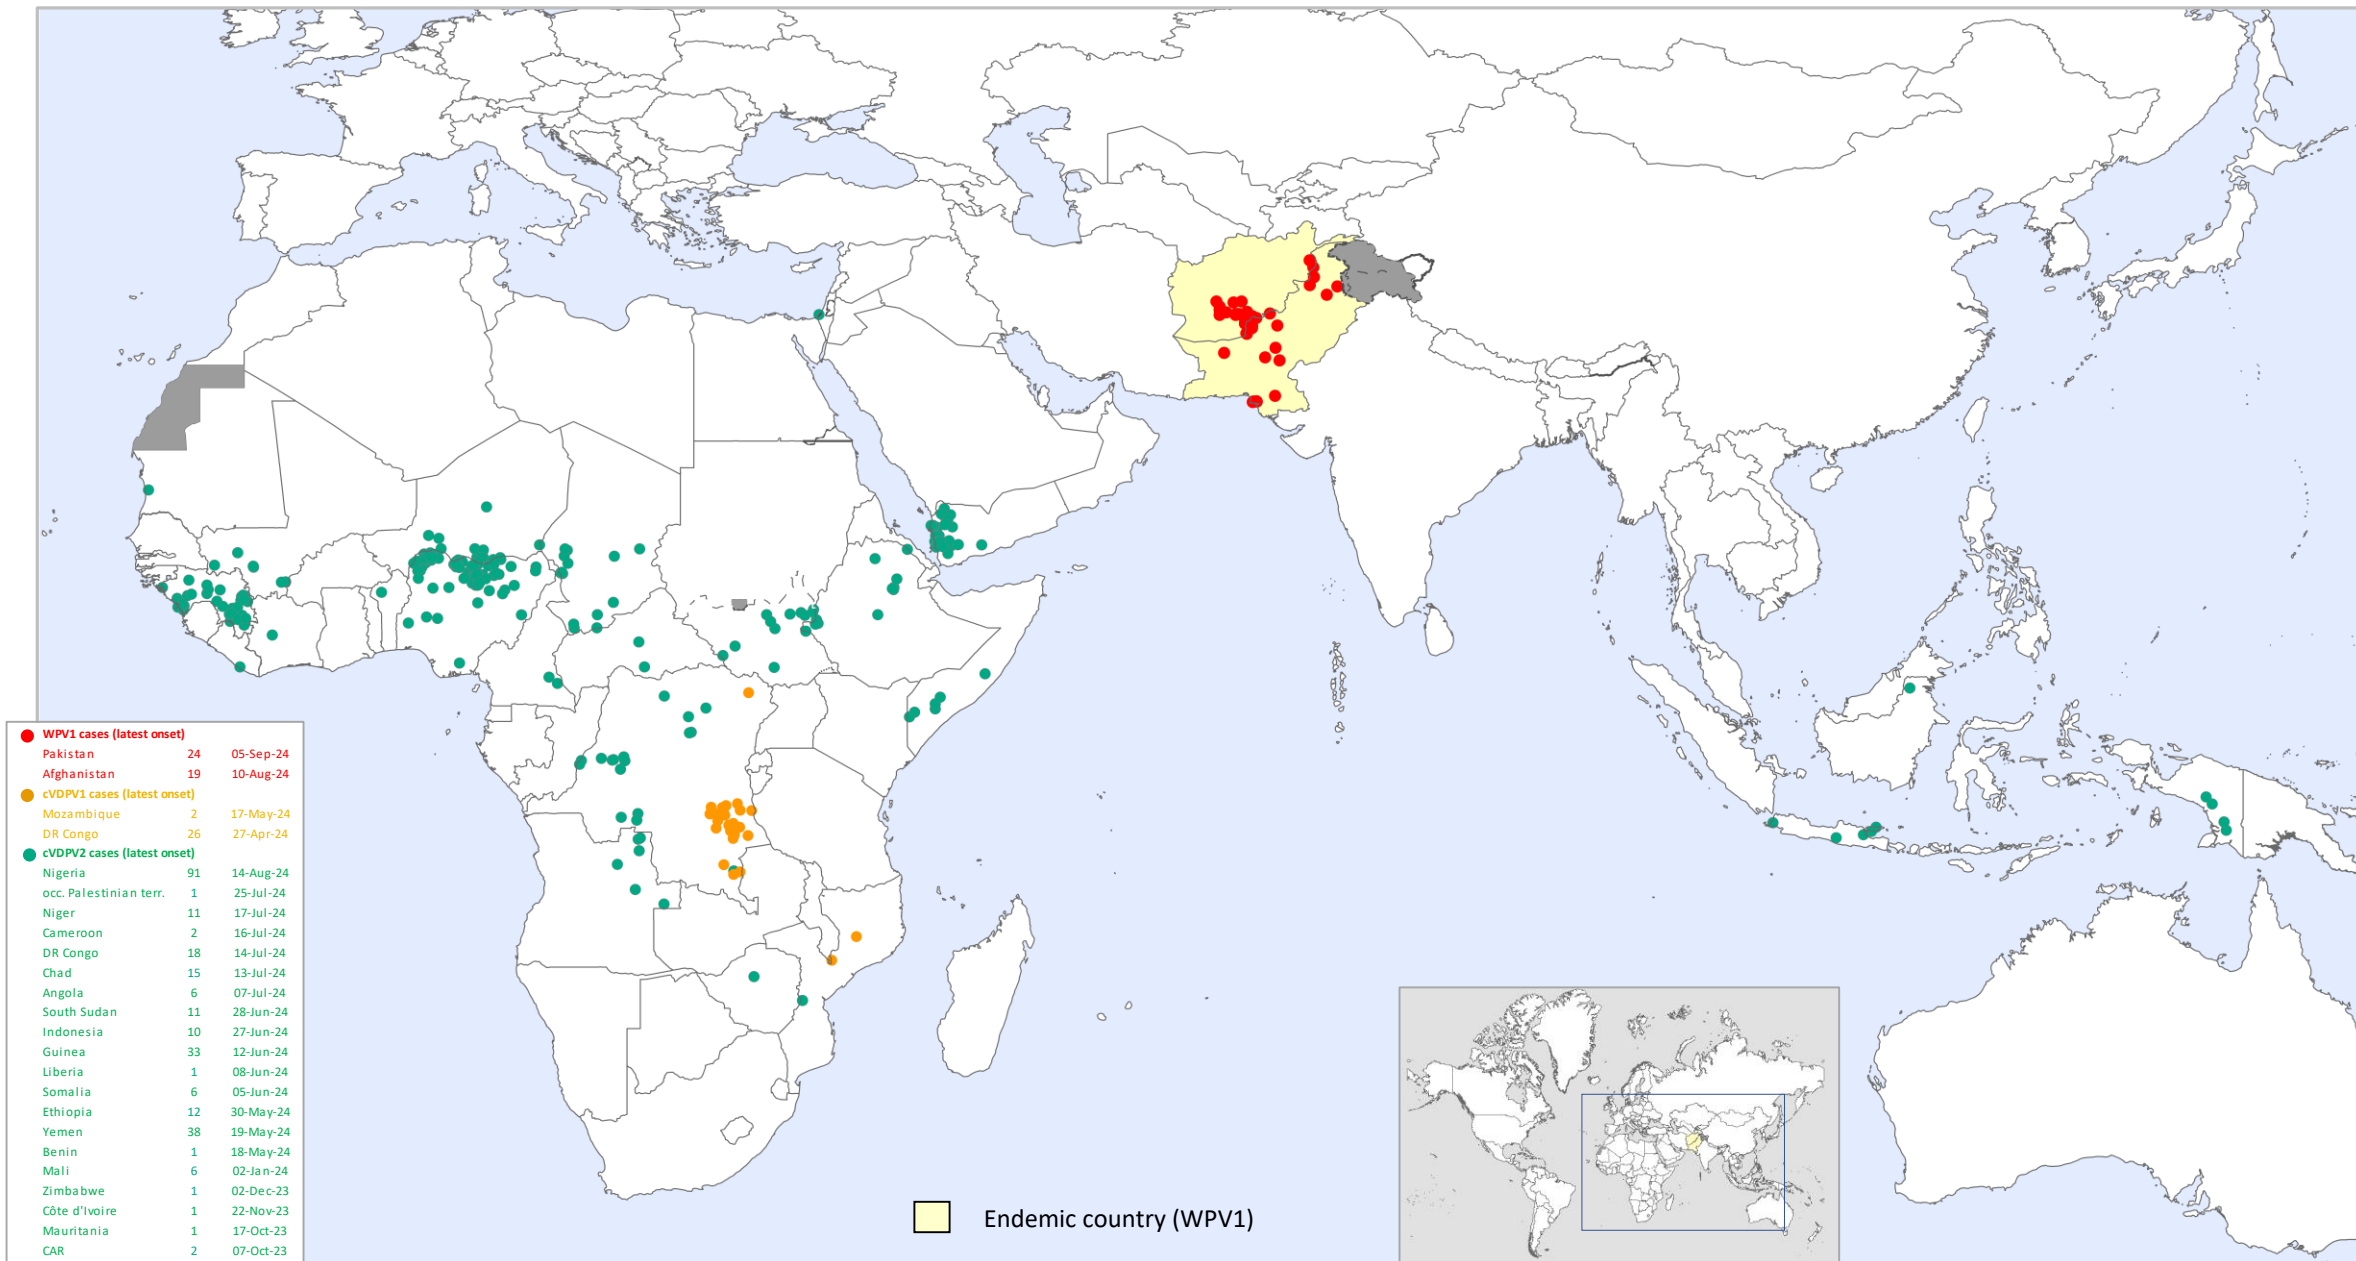 WPV1 cases (latest onset)
Pakistan 24 05-Sep-24
Afghanistan 19 10-Aug-24
cVDPV1 cases (latest onset)
Mozambique 2 17-May-24
DR Congo 26 27-Apr-24
cVDPV2 cases (latest onset)
Nigeria 91 14-Aug-24
occ. Palestinian terr. 1 25-Jul-24
Niger 11 17-Jul-24
Cameroon 2 16-Jul-24
DR Congo 18 14-Jul-24
Chad 15 13-Jul-24
Angola 6 07-Jul-24
South Sudan 11 28-Jun-24
Indonesia 10 27-Jun-24
Guinea 33 12-Jun-24
Liberia 1 08-Jun-24
Somalia 6 05-Jun-24
Ethiopia 12 30-May-24
Yemen 38 19-May-24
Benin 1 18-May-24
Mali 6 02-Jan-24
Zimbabwe 1 02-Dec-23
Côte d'Ivoire 1 22-Nov-23
Mauritania 1 17-Oct-23
CAR 2 07-Oct-23
Endemic country (WPV1)